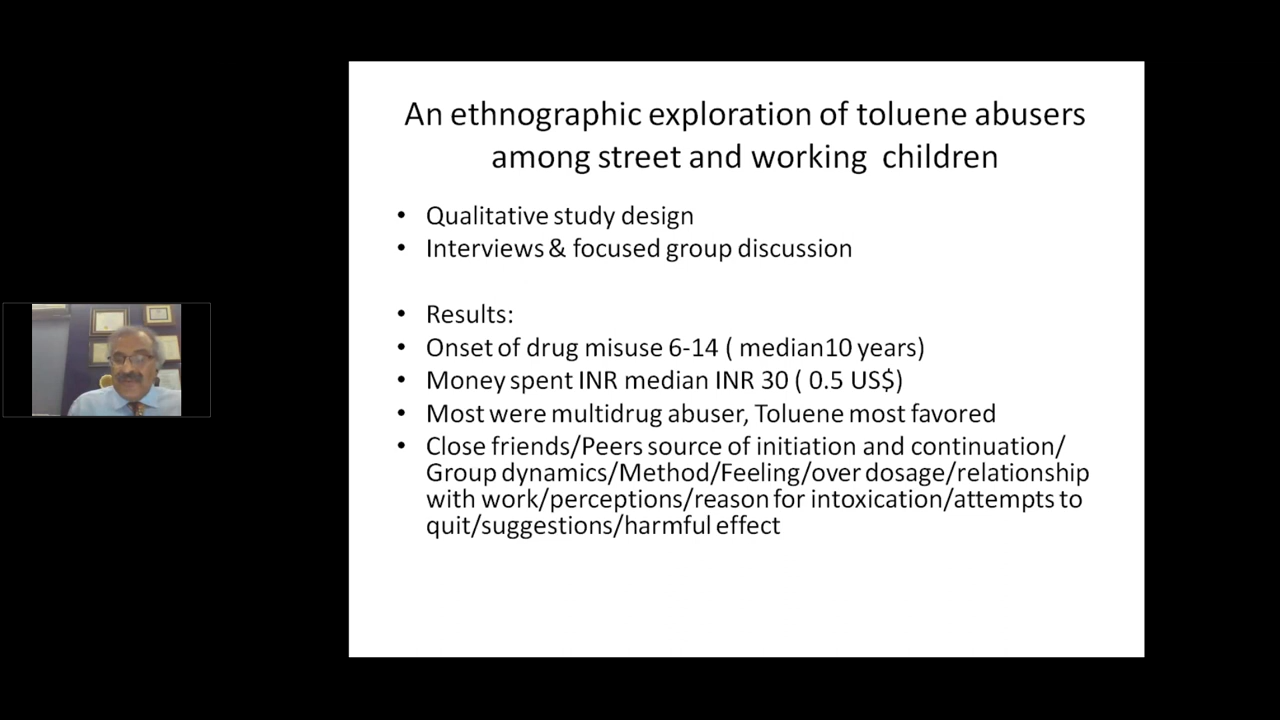 An ethnographic exploration of toluene abusers
among street and working children
• Qualitative study design
• Interviews & focused group discussion
• Results:
• Onset of drug misuse 6-14 ( median10 years)
• Money spent INR median INR 30 ( 0.5 US$)
• Most were multidrug abuser, Toluene most favored
• Close friends/Peers source of initiation and continuation/
Group dynamics/Method/Feeling/over dosage/relationship
with work/perceptions/reason for intoxication/attempts to
quit/suggestions/harmful effect